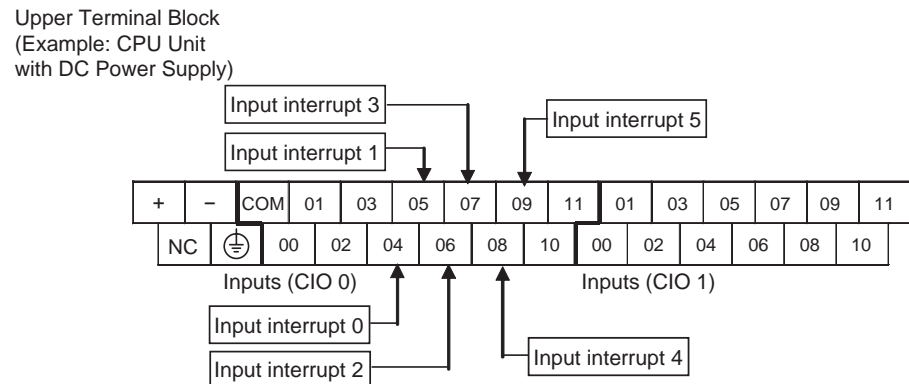 Upper Terminal Block
(Example: CPU Unit
with DC Power Supply)
Input interrupt 3
Input interrupt 5
Input interrupt 1
+ − COM 01 03 05 07 09 11 01 03 05 07 09 11
NC 00 02 04 06 08 10 00 02 04 06 08 10
Inputs (CIO 0) Inputs (CIO 1)
Input interrupt 0
Input interrupt 2
Input interrupt 4